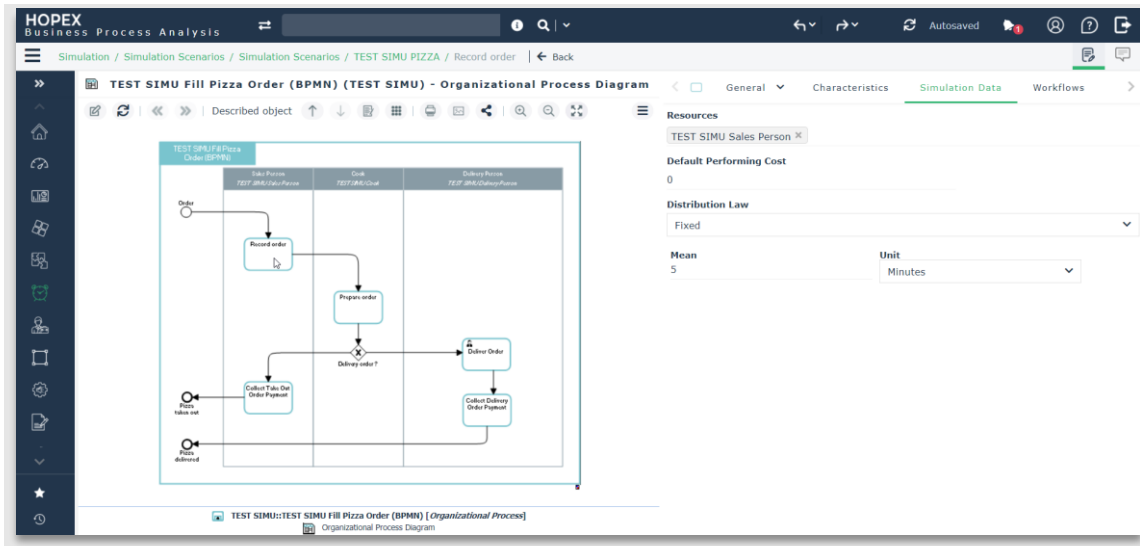 HOPEX
Business Process Analysis
Autosaved
1
Simulation / Simulation Scenarios / Simulation Scenarios / TEST SIMU PIZZA / Record order
Back
TEST SIMU Fill Pizza Order (BPMN) (TEST SIMU) - Organizational Process Diagram
General
Characteristics
Simulation Data
Workflows
Described object
Resources
TEST SIMU Sales Person ×
Default Performing Cost
0
Distribution Law
Fixed
Mean
Unit
5
Minutes
TEST SIMU Fill Pizza
Order (BPMN)
Sales Person
TEST SIMU Sales Person
Cook
TEST SIMU Cook
Delivery Person
TEST SIMU Delivery Person
Order
Record order
Prepare order
X
Delivery order ?
Deliver Order
Collect Take Out
Order Payment
Collect Delivery
Order Payment
Pizza
taken out
Pizza
delivered
TEST SIMU::TEST SIMU Fill Pizza Order (BPMN) [Organizational Process]
Organizational Process Diagram